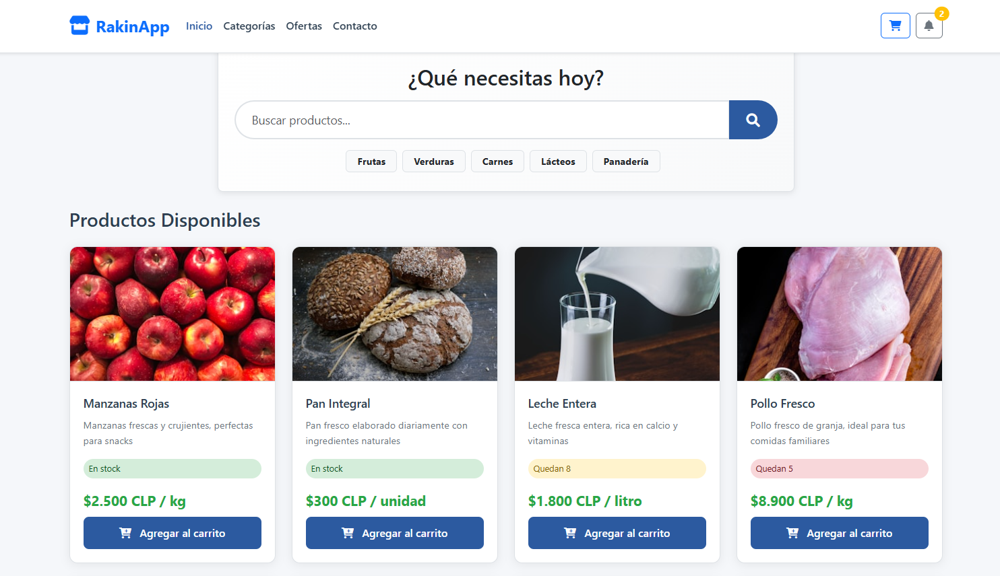 RakinApp
Inicio
Categorías
Ofertas
Contacto
2
¿Qué necesitas hoy?
Buscar productos...
Frutas
Verduras
Carnes
Lácteos
Panadería
Productos Disponibles
Manzanas Rojas
Manzanas frescas y crujientes, perfectas
para snacks
En stock
$2.500 CLP / kg
Agregar al carrito
Pan Integral
Pan fresco elaborado diariamente con
ingredientes naturales
En stock
$300 CLP / unidad
Agregar al carrito
Leche Entera
Leche fresca entera, rica en calcio y
vitaminas
Quedan 8
$1.800 CLP / litro
Agregar al carrito
Pollo Fresco
Pollo fresco de granja, ideal para tus
comidas familiares
Quedan 5
$8.900 CLP / kg
Agregar al carrito